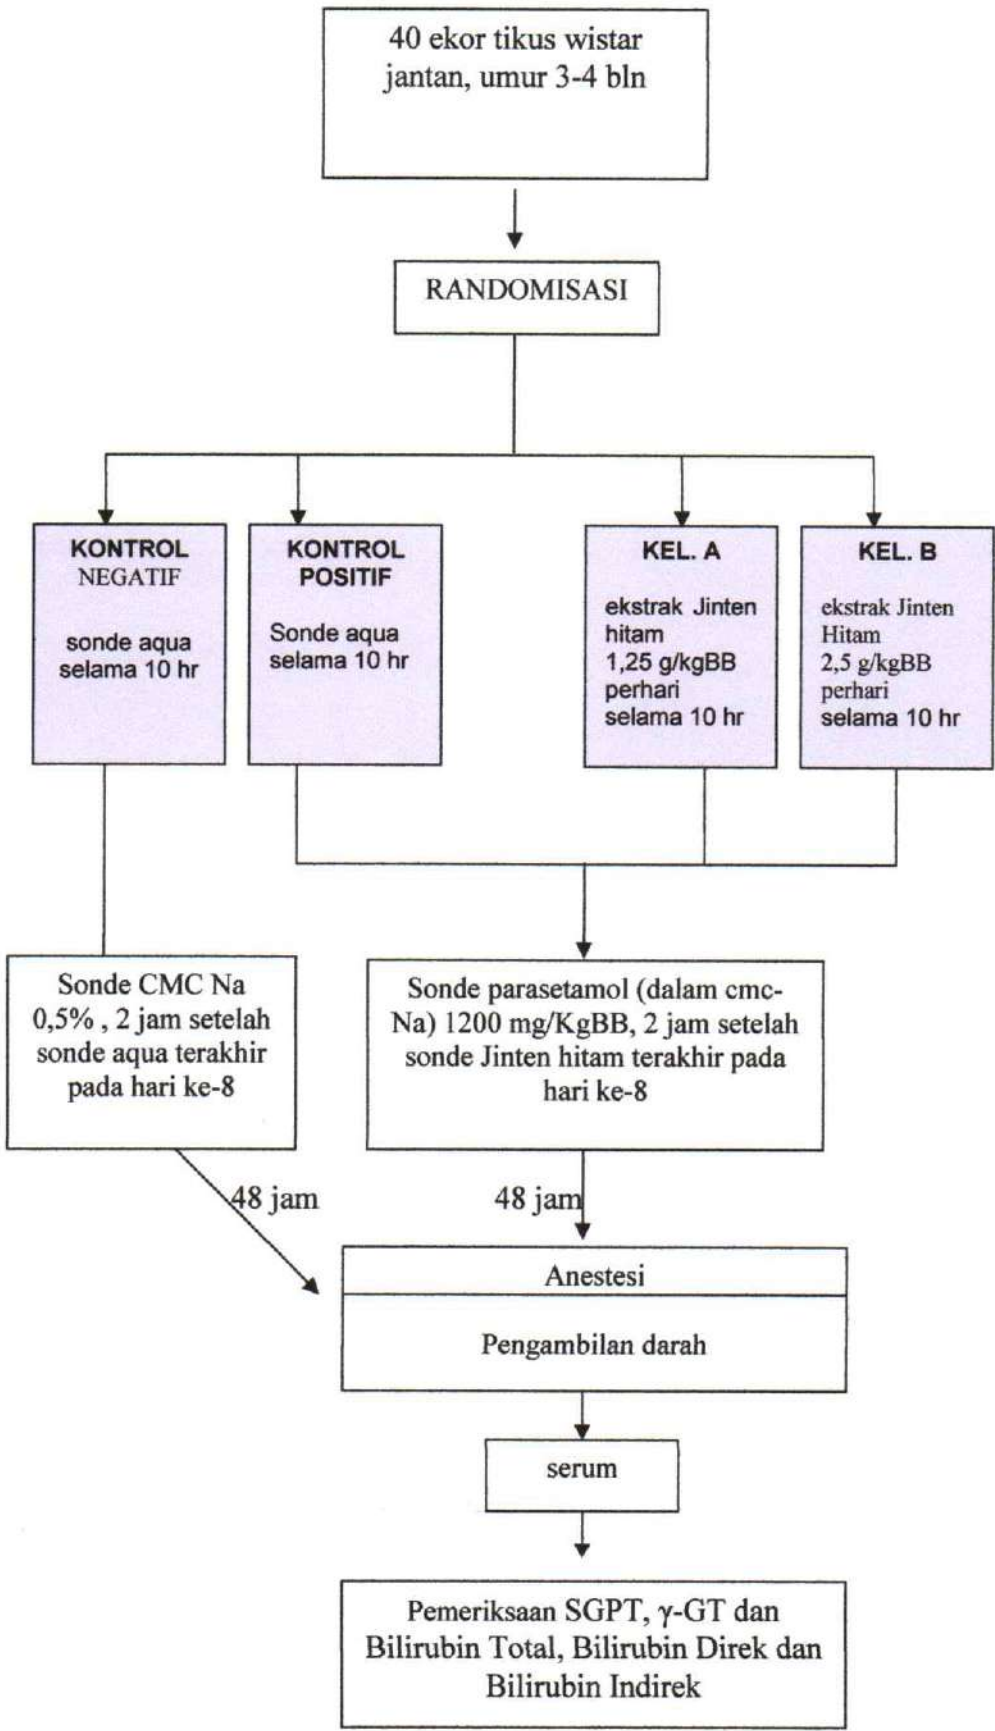 40 ekor tikus wistar
jantan, umur 3-4 bln
RANDOMISASI
KONTROL
NEGATIF
sonde aqua
selama 10 hr
KONTROL
POSITIF
Sonde aqua
selama 10 hr
KEL. A
ekstrak Jinten
hitam
1,25 g/kgBB
perhari
selama 10 hr
KEL. B
ekstrak Jinten
Hitam
2,5 g/kgBB
perhari
selama 10 hr
Sonde CMC Na
0,5% , 2 jam setelah
sonde aqua terakhir
pada hari ke-8
Sonde parasetamol (dalam cmc-
Na) 1200 mg/KgBB, 2 jam setelah
sonde Jinten hitam terakhir pada
hari ke-8
48 jam
48 jam
Anestesi
Pengambilan darah
serum
Pemeriksaan SGPT, γ-GT dan
Bilirubin Total, Bilirubin Direk dan
Bilirubin Indirek